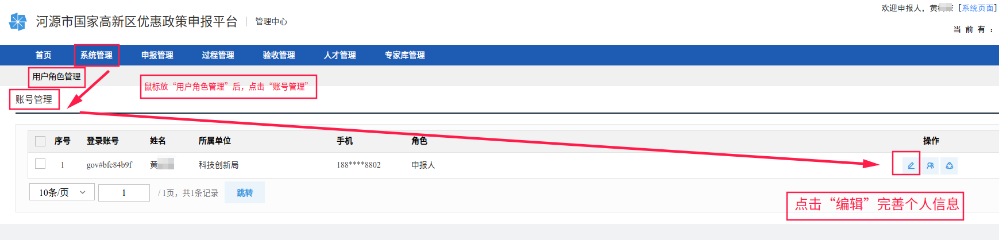 欢迎申报人，黄 [系统页面]
河源市国家高新区优惠政策申报平台 管理中心
当 前 有 ：
首页 系统管理 申报管理 过程管理 验收管理 人才管理 专家库管理
用户角色管理
鼠标放“用户角色管理”后，点击“账号管理”
账号管理
序号 登录账号 姓名 所属单位 手机 角色 操作
1 gov#bfc84b9f 黄 科技创新局 188****8802 申报人
10条/页 1 / 1页，共1条记录 跳转
点击“编辑”完善个人信息